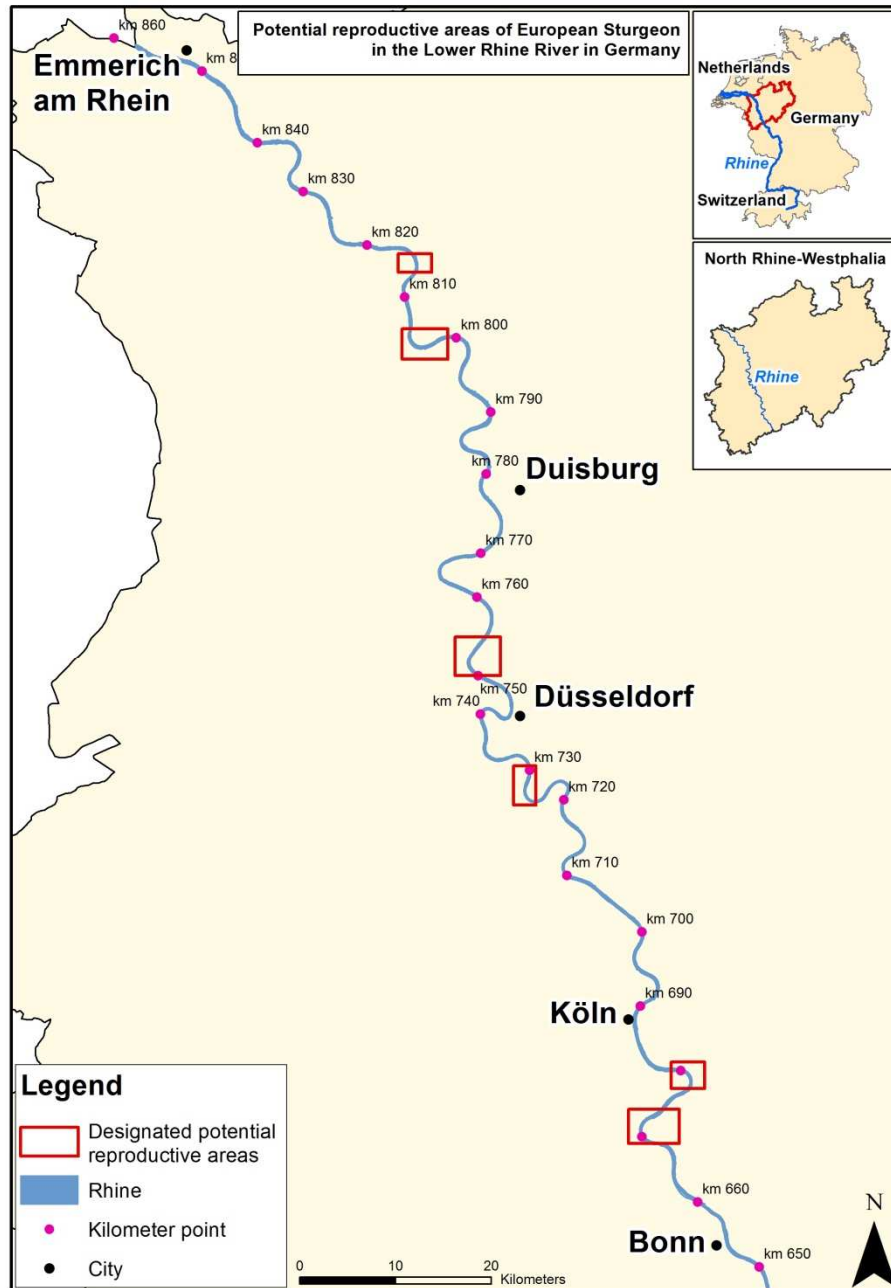 Potential reproductive areas of European Sturgeon
in the Lower Rhine River in Germany
km 860
Emmerich
am Rhein
km 8
km 840
km 830
km 820
km 810
km 800
km 790
km 780
Duisburg
km 770
km 760
km 750
km 740
Düsseldorf
km 730
km 720
km 710
km 700
km 690
Köln
km 660
Bonn
km 650
Netherlands
Germany
Rhine
Switzerland
North Rhine-Westphalia
Rhine
Legend
Designated potential
reproductive areas
Rhine
Kilometer point
City
0 10 20
Kilometers
N